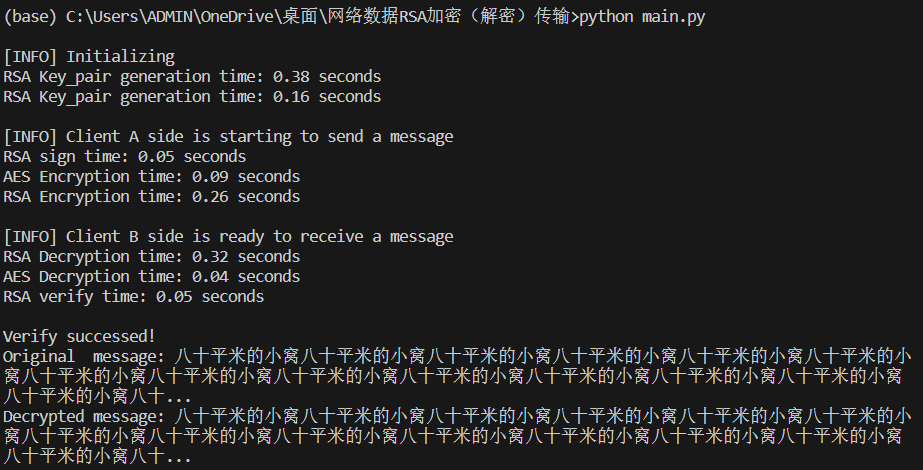 (base) C:\Users\ADMIN\OneDrive\桌面\网络数据RSA加密（解密）传输>python main.py
[INFO] Initializing
RSA Key_pair generation time: 0.38 seconds
RSA Key_pair generation time: 0.16 seconds
[INFO] Client A side is starting to send a message
RSA sign time: 0.05 seconds
AES Encryption time: 0.09 seconds
RSA Encryption time: 0.26 seconds
[INFO] Client B side is ready to receive a message
RSA Decryption time: 0.32 seconds
AES Decryption time: 0.04 seconds
RSA verify time: 0.05 seconds
Verify successed!
Original  message: 八十平米的小窝八十平米的小窝八十平米的小窝八十平米的小窝八十平米的小窝八十平米的小
窝八十平米的小窝八十平米的小窝八十平米的小窝八十平米的小窝八十平米的小窝八十平米的小窝
八十平米的小窝八十...
Decrypted message: 八十平米的小窝八十平米的小窝八十平米的小窝八十平米的小窝八十平米的小窝八十平米的小
窝八十平米的小窝八十平米的小窝八十平米的小窝八十平米的小窝八十平米的小窝八十平米的小窝
八十平米的小窝八十...